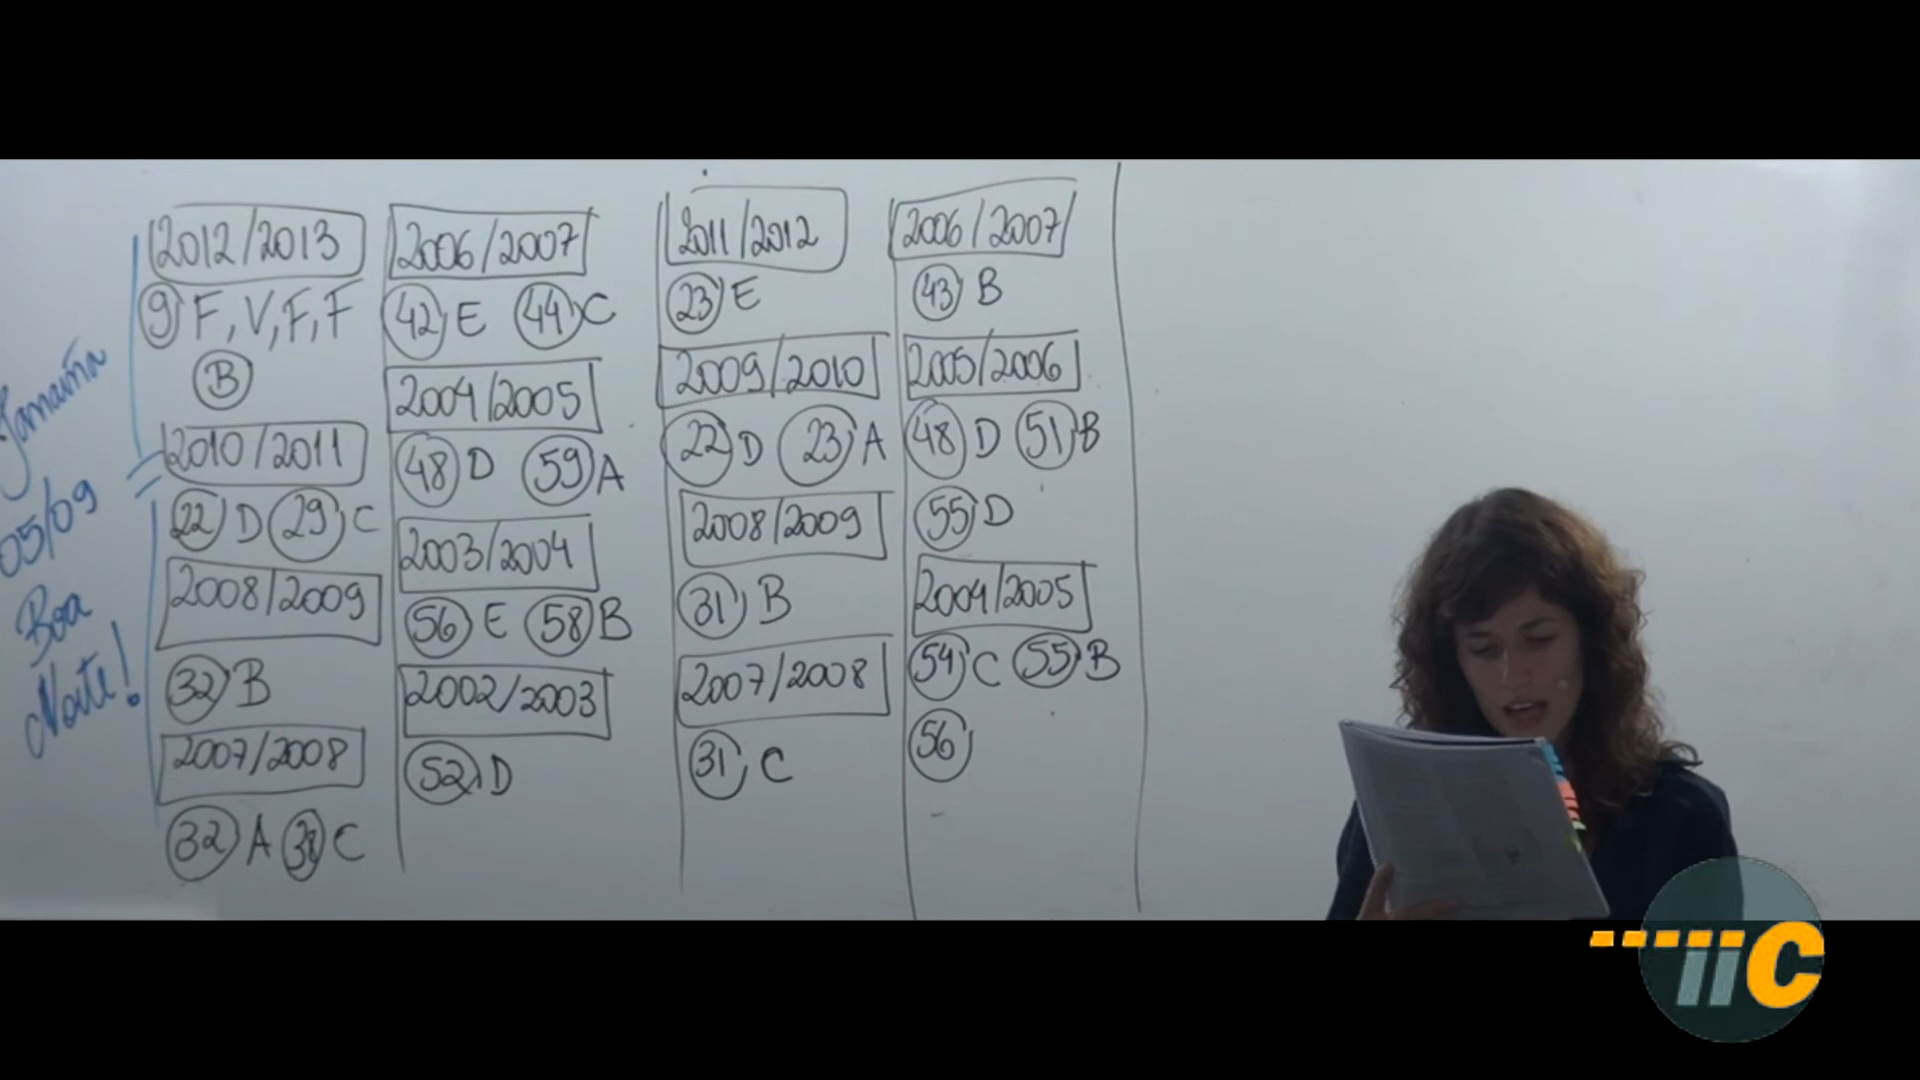 Janaína
05/09
Boa
Noite!
2012/2013
9 F, V, F, F
B
2010/2011
22 D 29 C
2008/2009
32 B
2007/2008
32 A 38 C
2006/2007
42 E 44 C
2004/2005
48 D 59 A
2003/2004
56 E 58 B
2002/2003
52 D
2011/2012
23 E
2009/2010
22 D 23 A
2008/2009
31 B
2007/2008
31 C
2006/2007
43 B
2005/2006
48 D 51 B
55 D
2004/2005
54 C 55 B
56
iiC